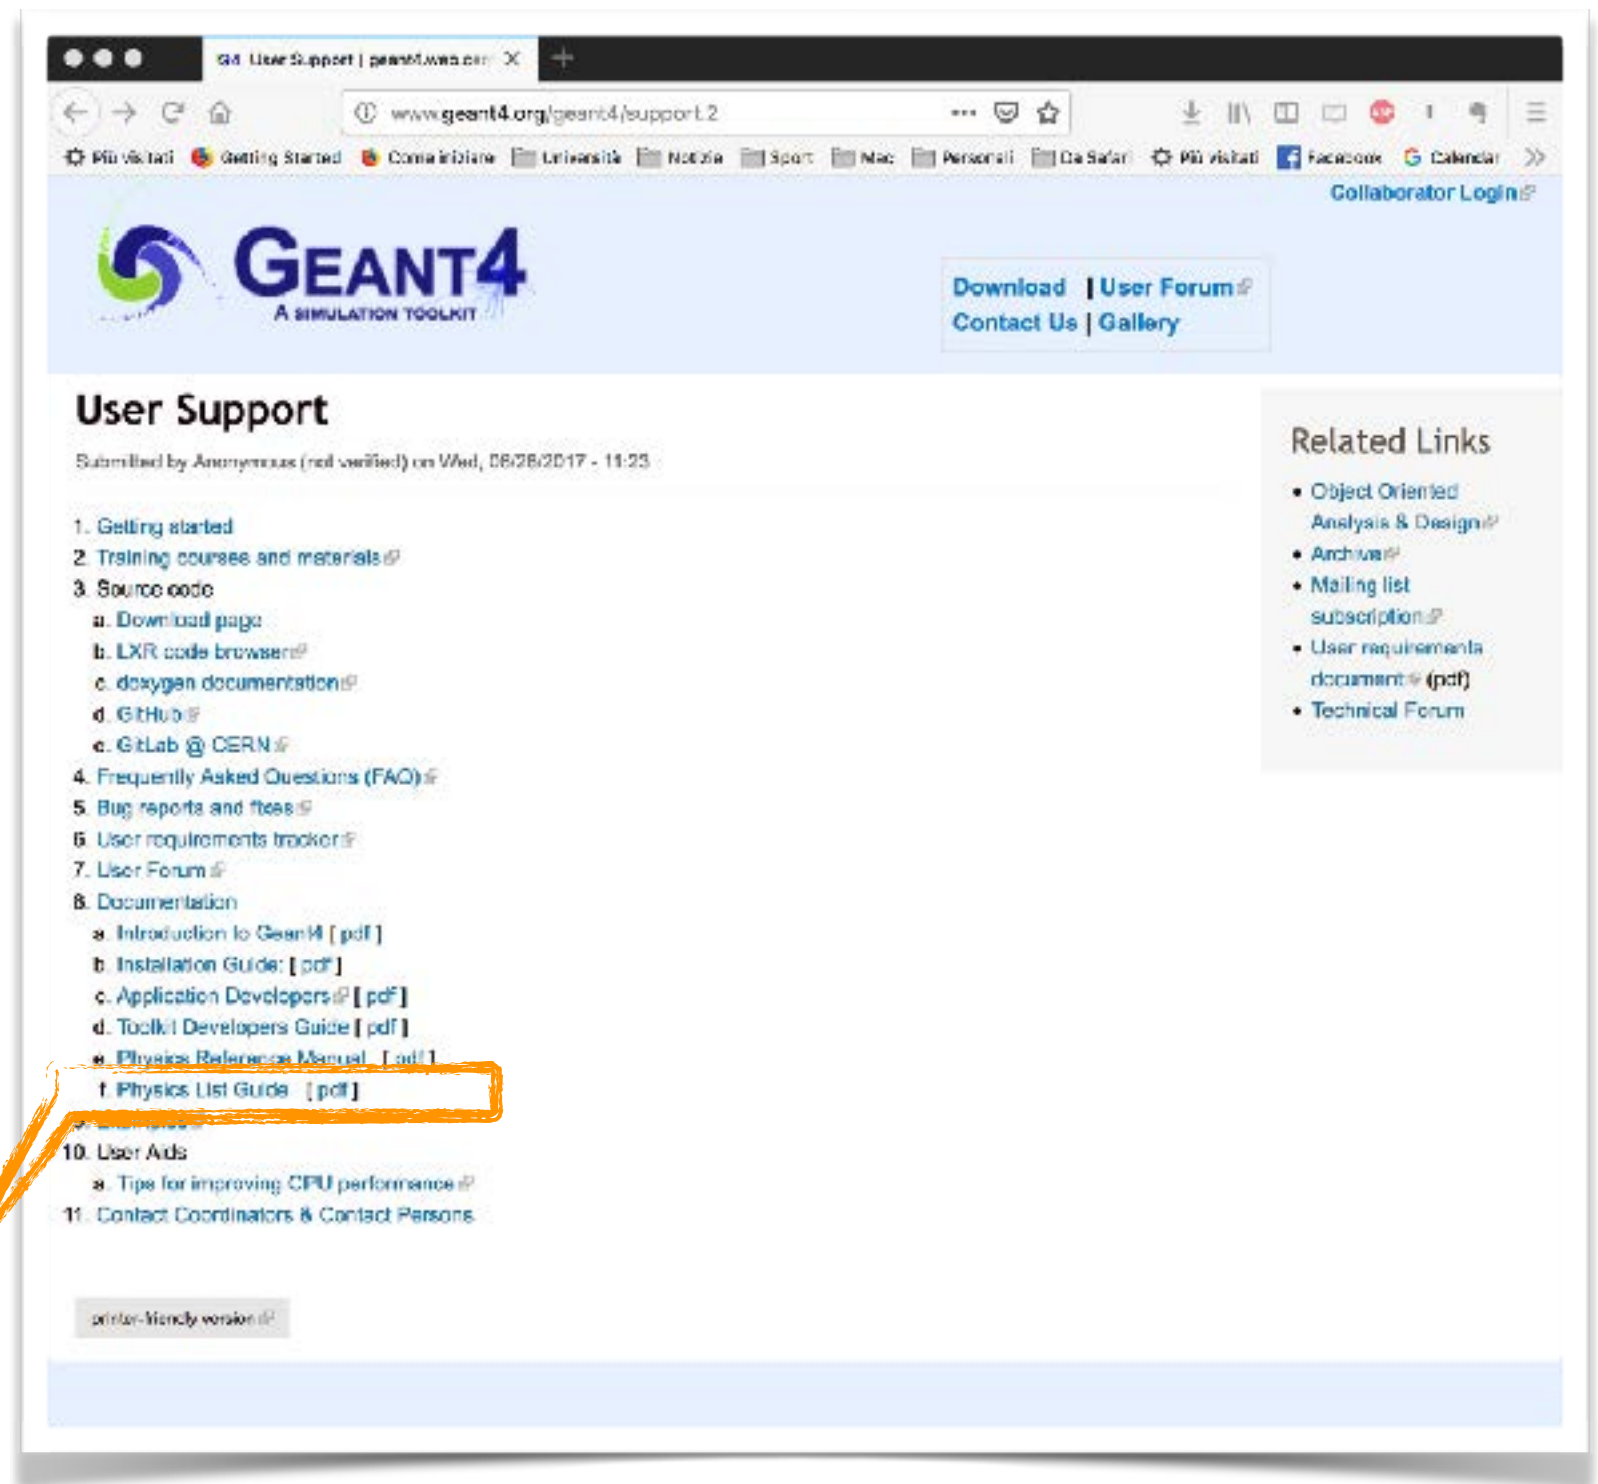 G4 User Support | geant4.web.cer
www.geant4.org/geant4/support.2
Più visitati Getting Started Come iniziare Università Notizie Sport Mac Personali Da Safari Più visitati Facebook Calendar
Collaborator Login
GEANT4
A SIMULATION TOOLKIT
Download | User Forum
Contact Us | Gallery
User Support
Submitted by Anonymous (not verified) on Wed, 06/28/2017 - 11:23
1. Getting started
2. Training courses and materials
3. Source code
a. Download page
b. LXR code browser
c. doxygen documentation
d. GitHub
e. GitLab @ CERN
4. Frequently Asked Questions (FAQ)
5. Bug reports and fixes
6. User requirements tracker
7. User Forum
8. Documentation
a. Introduction to Geant4 [ pdf ]
b. Installation Guide: [ pdf ]
c. Application Developers [ pdf ]
d. Toolkit Developers Guide [ pdf ]
e. Physics Reference Manual [ pdf ]
f. Physics List Guide [ pdf ]
9. Examples
10. User Aids
a. Tips for improving CPU performance
11. Contact Coordinators & Contact Persons
printer-friendly version
Related Links
• Object Oriented
Analysis & Design
• Archive
• Mailing list
subscription
• User requirements
document (pdf)
• Technical Forum